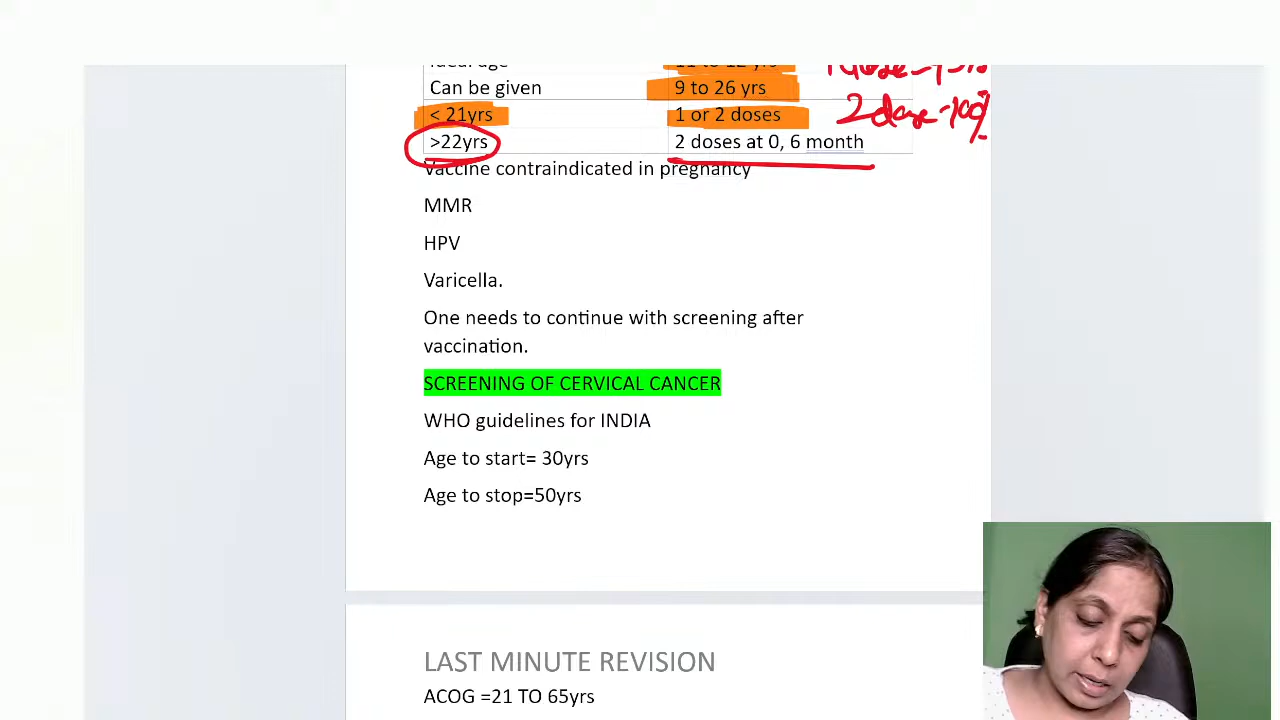 Can be given 9 to 26 yrs
< 21yrs 1 or 2 doses 2 dose -100%
>22yrs 2 doses at 0, 6 month
Vaccine contraindicated in pregnancy
MMR
HPV
Varicella.
One needs to continue with screening after
vaccination.
SCREENING OF CERVICAL CANCER
WHO guidelines for INDIA
Age to start= 30yrs
Age to stop=50yrs
LAST MINUTE REVISION
ACOG =21 TO 65yrs